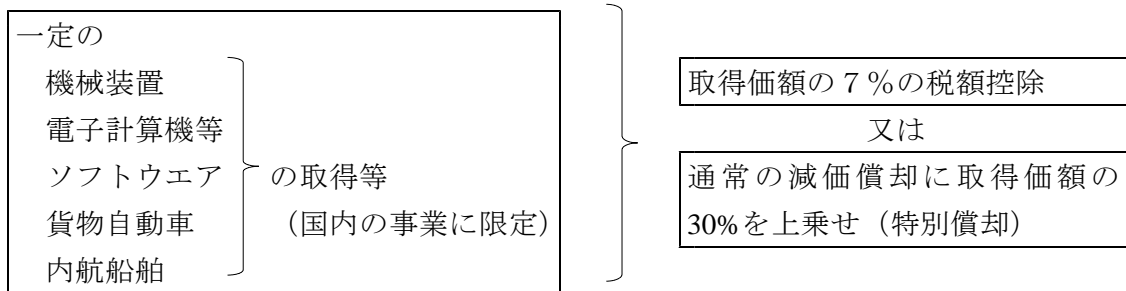 一定の
機械装置
電子計算機等
ソフトウエア
貨物自動車
内航船舶
の取得等
（国内の事業に限定）
取得価額の７％の税額控除
又は
通常の減価償却に取得価額の
30%を上乗せ（特別償却）